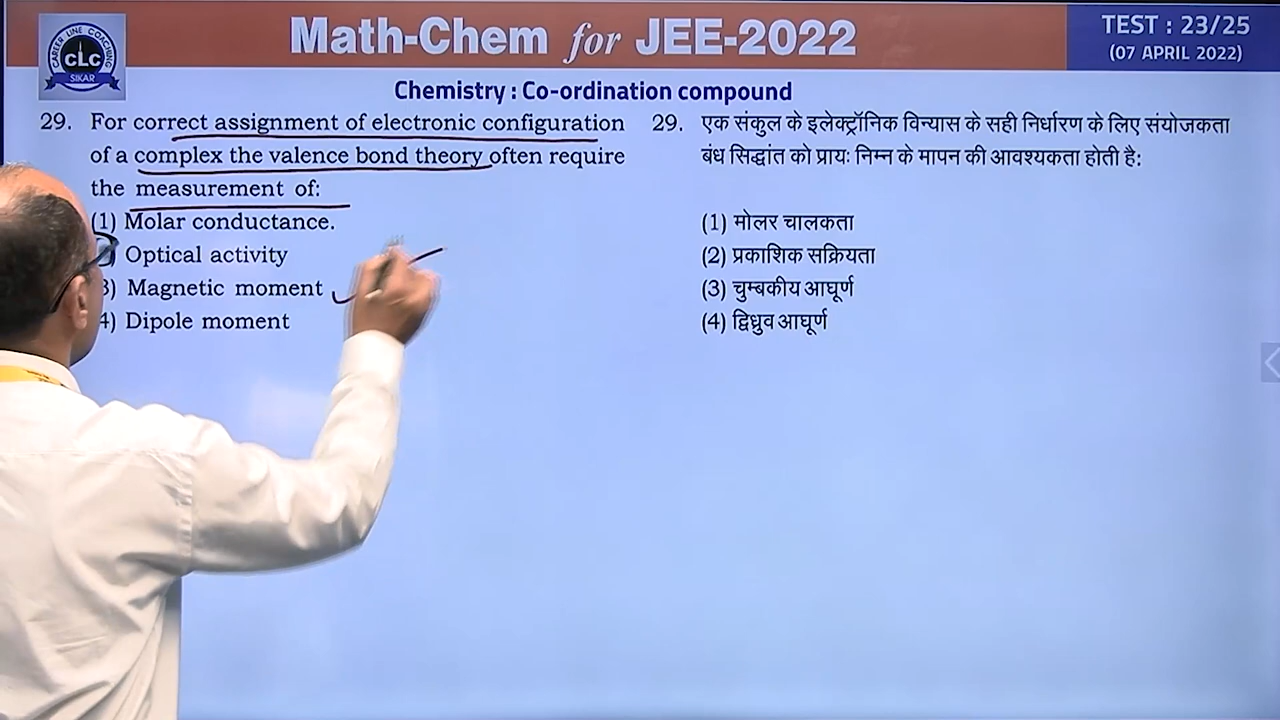 Math-Chem for JEE-2022
TEST : 23/25
(07 APRIL 2022)
CAREER LINE COACHING
CLC
SIKAR
Chemistry : Co-ordination compound
29. For correct assignment of electronic configuration
of a complex the valence bond theory often require
the measurement of:
(1) Molar conductance.
Optical activity
3) Magnetic moment
4) Dipole moment
29. एक संकुल के इलेक्ट्रॉनिक विन्यास के सही निर्धारण के लिए संयोजकता
बंध सिद्धांत को प्रायः निम्न के मापन की आवश्यकता होती है:
(1) मोलर चालकता
(2) प्रकाशिक सक्रियता
(3) चुम्बकीय आघूर्ण
(4) द्विध्रुव आघूर्ण